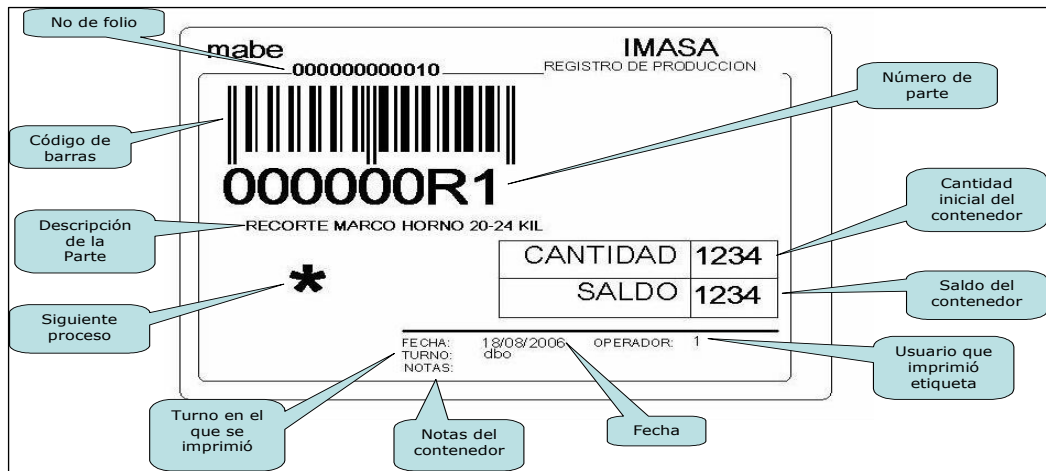 No de folio
mabe
IMASA
000000000010
REGISTRO DE PRODUCCION
Número de
parte
Código de
barras
000000R1
Cantidad
inicial del
contenedor
Descripción
de la
Parte
RECORTE MARCO HORNO 20-24 KIL
CANTIDAD 1234
SALDO 1234
Saldo del
contenedor
*
Siguiente
proceso
FECHA: 18/08/2006 OPERADOR: 1
TURNO: dbo
NOTAS:
Usuario que
imprimió
etiqueta
Turno en el
que se
imprimió
Notas del
contenedor
Fecha